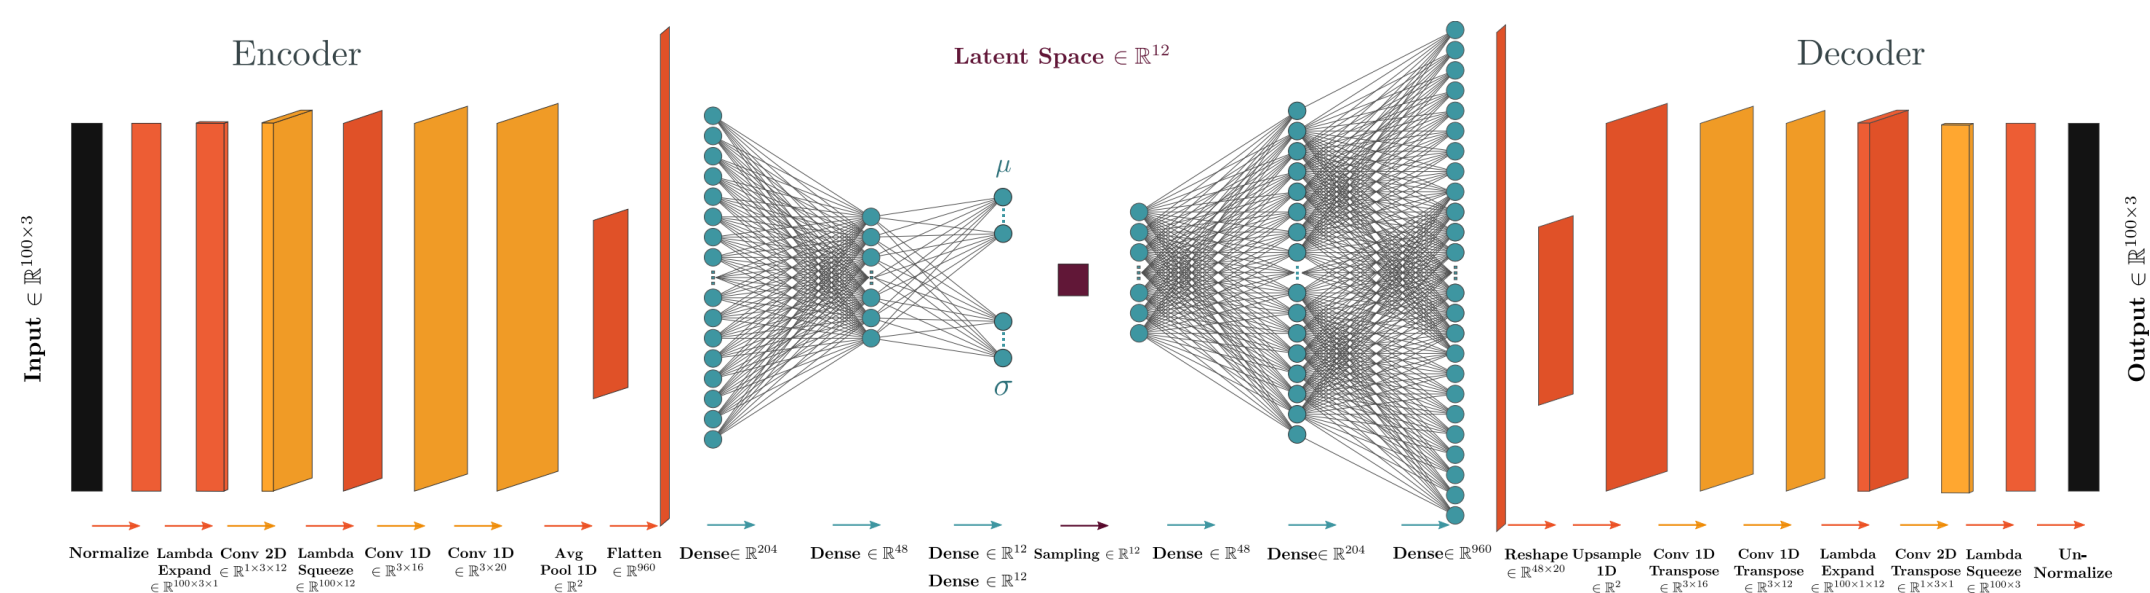 Encoder
Latent Space ∈ ℝ¹²
Decoder
Input ∈ ℝ¹⁰⁰ˣ³
μ
σ
Output ∈ ℝ¹⁰⁰ˣ³
Normalize
Lambda
Expand
∈ ℝ¹⁰⁰ˣ³ˣ¹
Conv 2D
∈ ℝ¹ˣ³ˣ¹²
Lambda
Squeeze
∈ ℝ¹⁰⁰ˣ¹²
Conv 1D
∈ ℝ³ˣ¹⁶
Conv 1D
∈ ℝ³ˣ²⁰
Avg
Pool 1D
∈ ℝ²
Flatten
∈ ℝ⁹⁶⁰
Dense∈ ℝ²⁰⁴
Dense ∈ ℝ⁴⁸
Dense ∈ ℝ¹²
Dense ∈ ℝ¹²
Sampling ∈ ℝ¹²
Dense ∈ ℝ⁴⁸
Dense∈ ℝ²⁰⁴
Dense∈ ℝ⁹⁶⁰
Reshape
∈ ℝ⁴⁸ˣ²⁰
Upsample
1D
∈ ℝ²
Conv 1D
Transpose
∈ ℝ³ˣ¹⁶
Conv 1D
Transpose
∈ ℝ³ˣ¹²
Lambda
Expand
∈ ℝ¹⁰⁰ˣ¹ˣ¹²
Conv 2D
Transpose
∈ ℝ¹ˣ³ˣ¹
Lambda
Squeeze
∈ ℝ¹⁰⁰ˣ³
Un-
Normalize